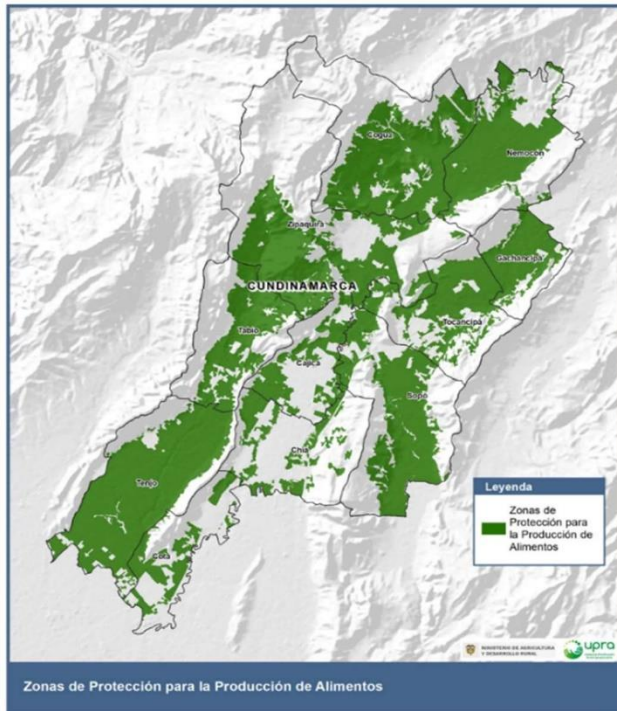 Cogua
Nemocón
Zipaquirá
Gachancipá
CUNDINAMARCA
Tocancipá
Tabio
Cajicá
Sopó
Chía
Tenjo
Cota
Leyenda
Zonas de
Protección para
la Producción de
Alimentos
MINISTERIO DE AGRICULTURA
Y DESARROLLO RURAL
upra
Zonas de Protección para la Producción de Alimentos